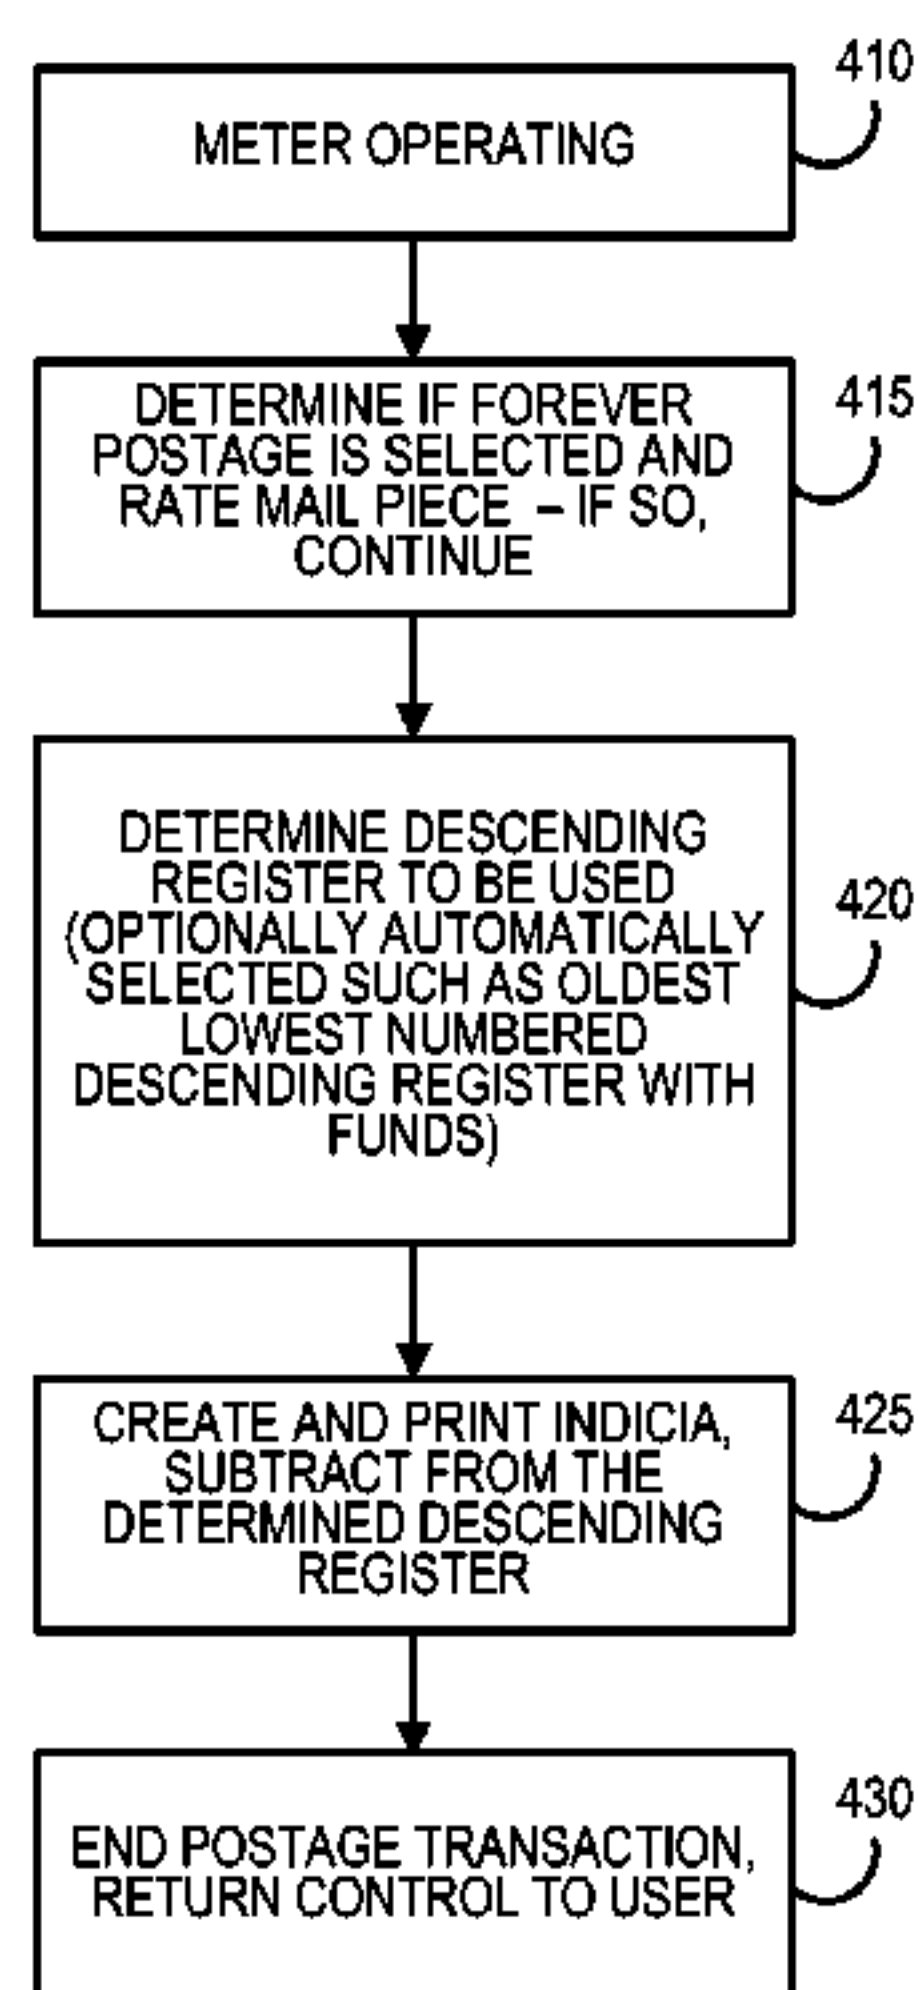 410
METER OPERATING
415
DETERMINE IF FOREVER
POSTAGE IS SELECTED AND
RATE MAIL PIECE – IF SO,
CONTINUE
420
DETERMINE DESCENDING
REGISTER TO BE USED
(OPTIONALLY AUTOMATICALLY
SELECTED SUCH AS OLDEST
LOWEST NUMBERED
DESCENDING REGISTER WITH
FUNDS)
425
CREATE AND PRINT INDICIA,
SUBTRACT FROM THE
DETERMINED DESCENDING
REGISTER
430
END POSTAGE TRANSACTION,
RETURN CONTROL TO USER